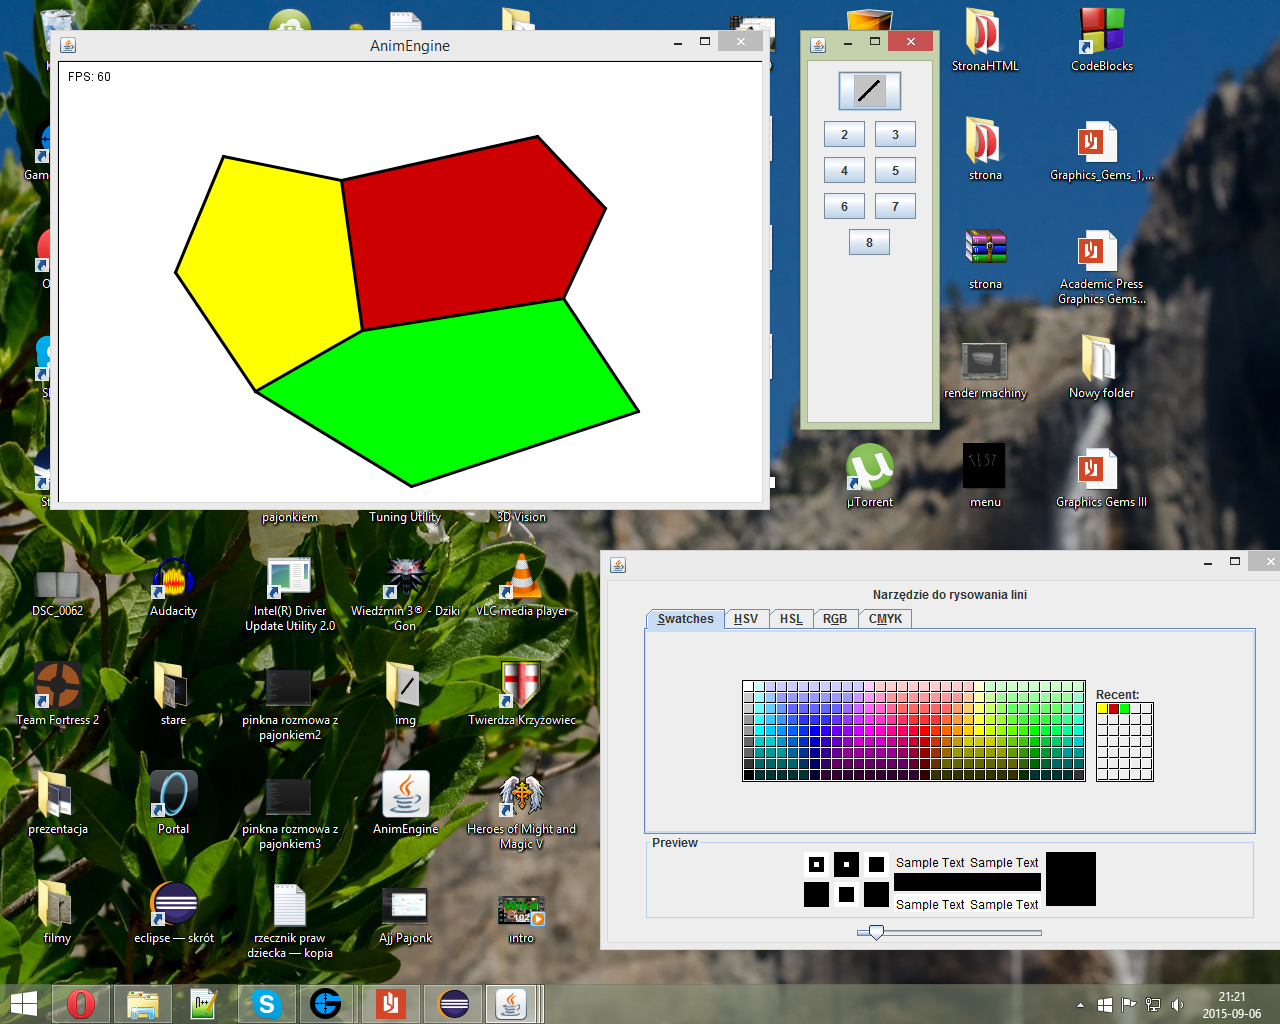 AnimEngine
FPS: 60
2
3
4
5
6
7
8
StronaHTML
CodeBlocks
strona
Graphics_Gems_1,...
strona
Academic Press
Graphics Gems...
render machiny
Nowy folder
µTorrent
menu
Graphics Gems III
TEST
Gam
O
St
pajonkiem
Tuning Utility
3D Vision
DSC_0062
Audacity
Intel(R) Driver
Update Utility 2.0
Wiedźmin 3® - Dziki
Gon
VLC media player
Team Fortress 2
stare
pinkna rozmowa z
pajonkiem2
img
Twierdza Krzyżowiec
prezentacja
Portal
pinkna rozmowa z
pajonkiem3
AnimEngine
Heroes of Might and
Magic V
filmy
eclipse — skrót
rzecznik praw
dziecka — kopia
Ajj Pajonk
intro
Narzędzie do rysowania lini
Swatches
HSV
HSL
RGB
CMYK
Recent:
Preview
Sample Text Sample Text
Sample Text Sample Text
21:21
2015-09-06